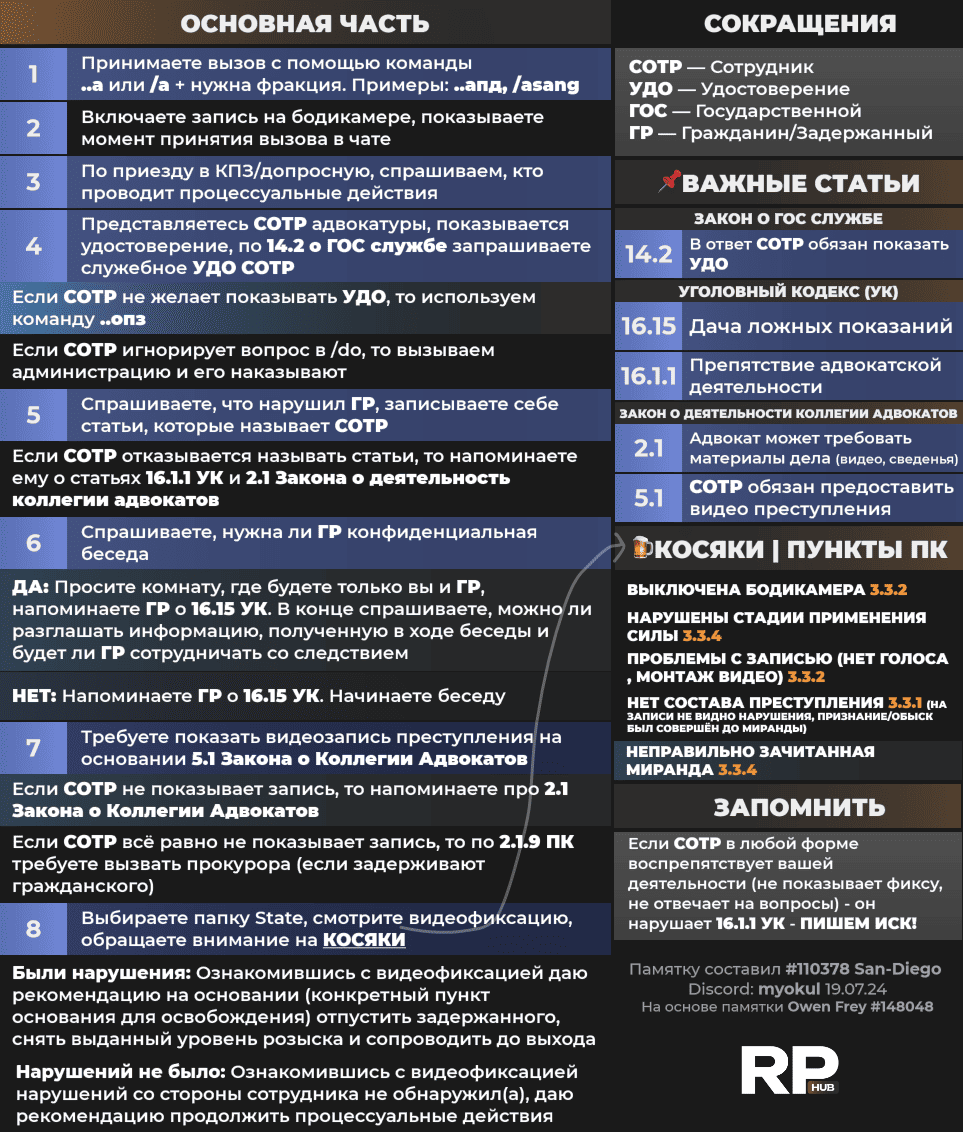 ОСНОВНАЯ ЧАСТЬ
1
Принимаете вызов с помощью команды
..а или /a + нужна фракция. Примеры: ..апд, /asang
2
Включаете запись на бодикамере, показываете
момент принятия вызова в чате
3
По приезду в КПЗ/допросную, спрашиваем, кто
проводит процессуальные действия
4
Представляетесь СОТР адвокатуры, показывается
удостоверение, по 14.2 о ГОС службе запрашиваете
служебное УДО СОТР
Если СОТР не желает показывать УДО, то используем
команду ..опз
Если СОТР игнорирует вопрос в /do, то вызываем
администрацию и его наказывают
5
Спрашиваете, что нарушил ГР, записываете себе
статьи, которые называет СОТР
Если СОТР отказывается называть статьи, то напоминаете
ему о статьях 16.1.1 УК и 2.1 Закона о деятельность
коллегии адвокатов
6
Спрашиваете, нужна ли ГР конфиденциальная
беседа
ДА: Просите комнату, где будете только вы и ГР,
напоминаете ГР о 16.15 УК. В конце спрашиваете, можно ли
разглашать информацию, полученную в ходе беседы и
будет ли ГР сотрудничать со следствием
НЕТ: Напоминаете ГР о 16.15 УК. Начинаете беседу
7
Требуете показать видеозапись преступления на
основании 5.1 Закона о Коллегии Адвокатов
Если СОТР не показывает запись, то напоминаете про 2.1
Закона о Коллегии Адвокатов
Если СОТР всё равно не показывает запись, то по 2.1.9 ПК
требуете вызвать прокурора (если задерживают
гражданского)
8
Выбираете папку State, смотрите видеофиксацию,
обращаете внимание на КОСЯКИ
Были нарушения: Ознакомившись с видеофиксацией даю
рекомендацию на основании (конкретный пункт
основания для освобождения) отпустить задержанного,
снять выданный уровень розыска и сопроводить до выхода
Нарушений не было: Ознакомившись с видеофиксацией
нарушений со стороны сотрудника не обнаружил(а), даю
рекомендацию продолжить процессуальные действия
СОКРАЩЕНИЯ
СОТР — Сотрудник
УДО — Удостоверение
ГОС — Государственной
ГР — Гражданин/Задержанный
ВАЖНЫЕ СТАТЬИ
ЗАКОН О ГОС СЛУЖБЕ
14.2
В ответ СОТР обязан показать
УДО
УГОЛОВНЫЙ КОДЕКС (УК)
16.15 Дача ложных показаний
16.1.1
Препятствие адвокатской
деятельности
ЗАКОН О ДЕЯТЕЛЬНОСТИ КОЛЛЕГИИ АДВОКАТОВ
2.1
Адвокат может требовать
материалы дела (видео, сведенья)
5.1
СОТР обязан предоставить
видео преступления
КОСЯКИ | ПУНКТЫ ПК
ВЫКЛЮЧЕНА БОДИКАМЕРА 3.3.2
НАРУШЕНЫ СТАДИИ ПРИМЕНЕНИЯ
СИЛЫ 3.3.4
ПРОБЛЕМЫ С ЗАПИСЬЮ (НЕТ ГОЛОСА
, МОНТАЖ ВИДЕО) 3.3.2
НЕТ СОСТАВА ПРЕСТУПЛЕНИЯ 3.3.1 (НА
ЗАПИСИ НЕ ВИДНО НАРУШЕНИЯ, ПРИЗНАНИЕ/ОБЫСК
БЫЛ СОВЕРШЁН ДО МИРАНДЫ)
НЕПРАВИЛЬНО ЗАЧИТАННАЯ
МИРАНДА 3.3.4
ЗАПОМНИТЬ
Если СОТР в любой форме
воспрепятствует вашей
деятельности (не показывает фиксу,
не отвечает на вопросы) - он
нарушает 16.1.1 УК - ПИШЕМ ИСК!
Памятку составил #110378 San-Diego
Discord: myokul 19.07.24
На основе памятки Owen Frey #148048
RP
HUB